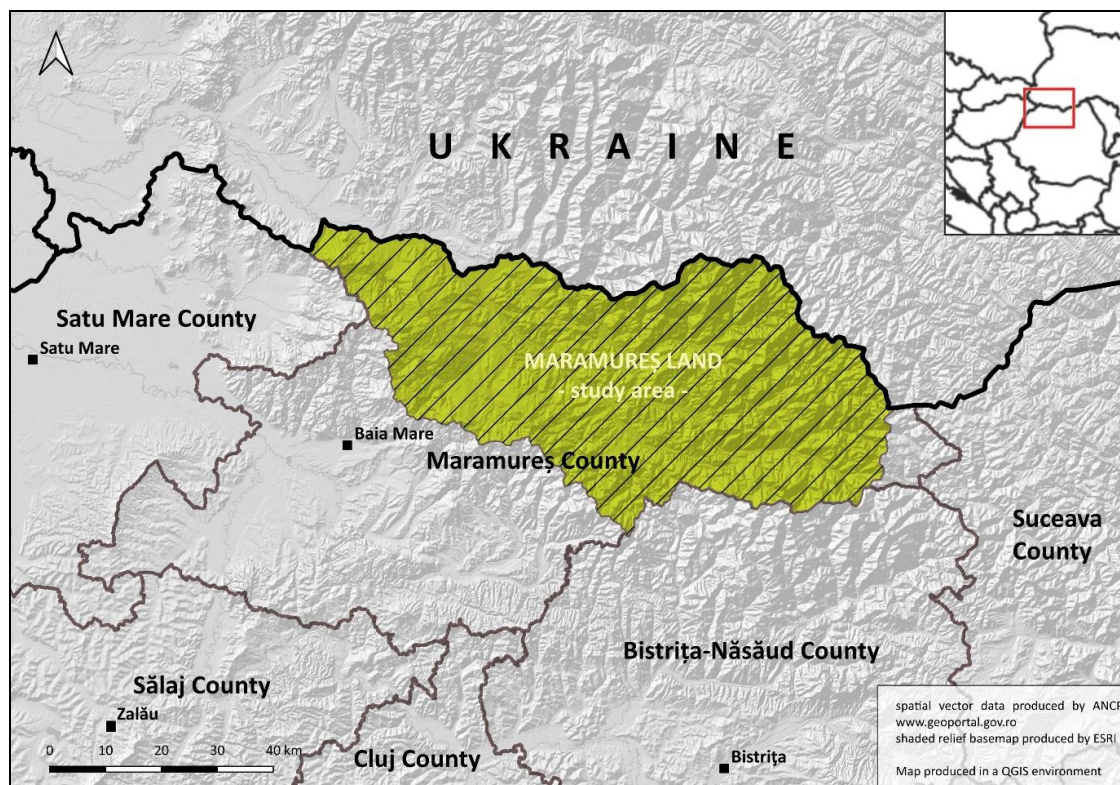 U K R A I N E
Satu Mare County
Satu Mare
MARAMUREȘ LAND
- study area -
Baia Mare
Maramureș County
Suceava
County
Bistrița-Năsăud County
Sălaj County
Zalău
0 10 20 30 40 km
Cluj County
Bistrița
spatial vector data produced by ANCP
www.geoportal.gov.ro
shaded relief basemap produced by ESRI
Map produced in a QGIS environment